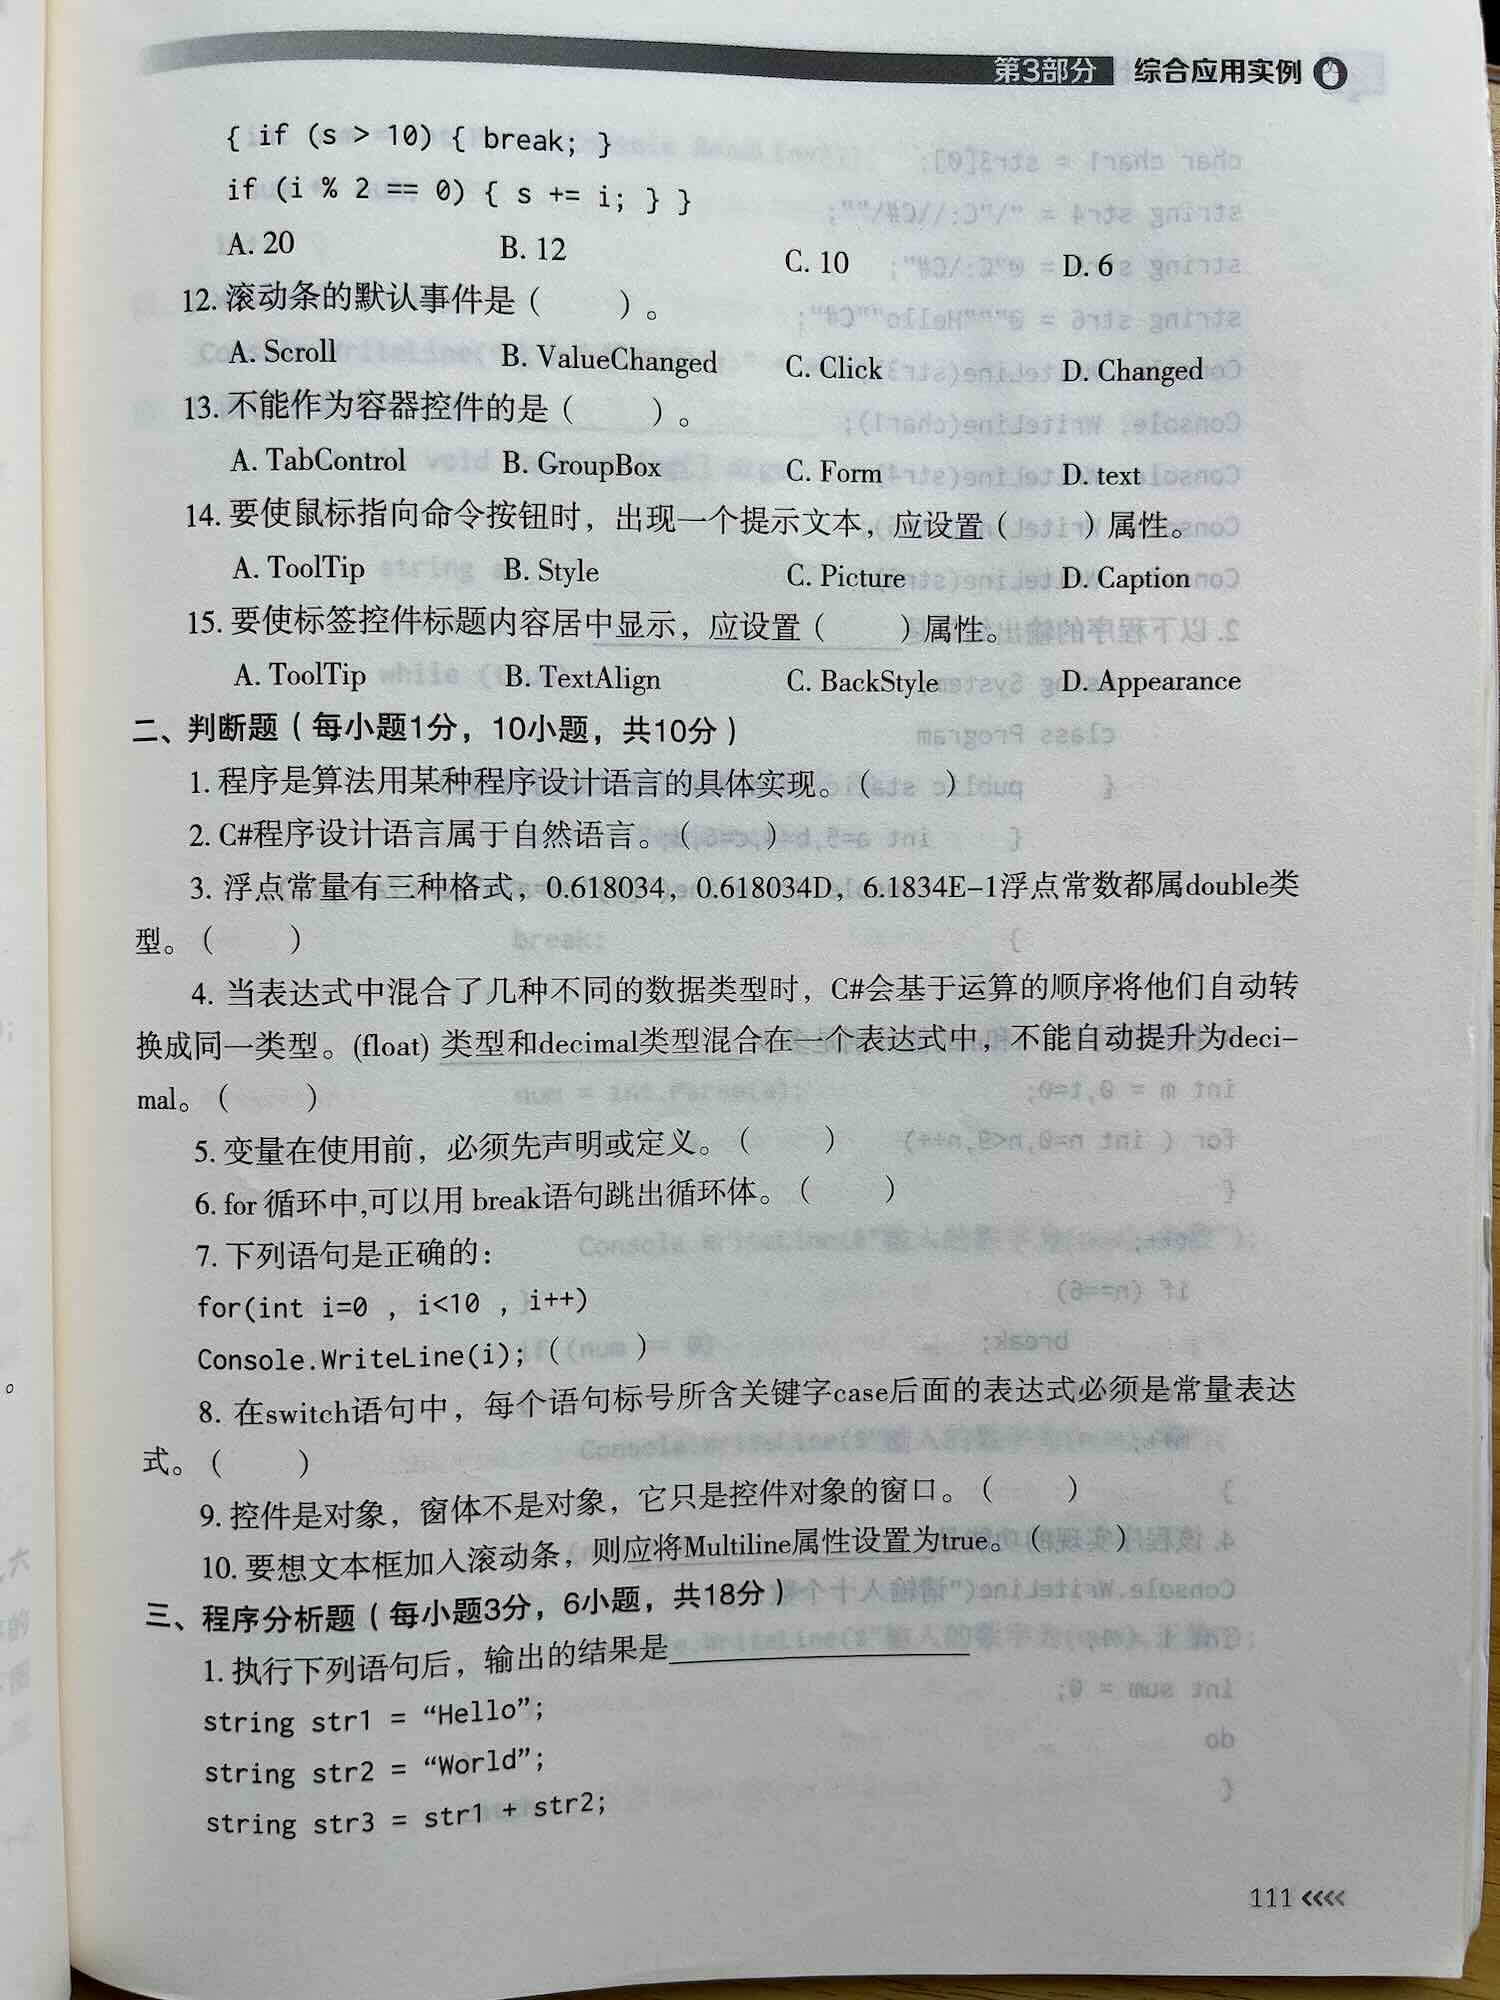 第3部分 综合应用实例
{ if (s > 10) { break; }
if (i % 2 == 0) { s += i; } }
A. 20 B. 12 C. 10 D. 6
12. 滚动条的默认事件是（ ）。
A. Scroll B. ValueChanged C. Click D. Changed
13. 不能作为容器控件的是（ ）。
A. TabControl B. GroupBox C. Form D. text
14. 要使鼠标指向命令按钮时，出现一个提示文本，应设置（ ）属性。
A. ToolTip B. Style C. Picture D. Caption
15. 要使标签控件标题内容居中显示，应设置（ ）属性。
A. ToolTip B. TextAlign C. BackStyle D. Appearance
二、判断题（每小题1分，10小题，共10分）
1. 程序是算法用某种程序设计语言的具体实现。（ ）
2. C#程序设计语言属于自然语言。（ ）
3. 浮点常量有三种格式，0.618034，0.618034D，6.1834E-1浮点常数都属double类
型。（ ）
4. 当表达式中混合了几种不同的数据类型时，C#会基于运算的顺序将他们自动转
换成同一类型。(float) 类型和decimal类型混合在一个表达式中，不能自动提升为deci-
mal。（ ）
5. 变量在使用前，必须先声明或定义。（ ）
6. for 循环中,可以用 break语句跳出循环体。（ ）
7. 下列语句是正确的：
for(int i=0 , i<10 , i++)
Console.WriteLine(i);（ ）
8. 在switch语句中，每个语句标号所含关键字case后面的表达式必须是常量表达
式。（ ）
9. 控件是对象，窗体不是对象，它只是控件对象的窗口。（ ）
10. 要想文本框加入滚动条，则应将Multiline属性设置为true。（ ）
三、程序分析题（每小题3分，6小题，共18分）
1. 执行下列语句后，输出的结果是
string str1 = “Hello”;
string str2 = “World”;
string str3 = str1 + str2;
111